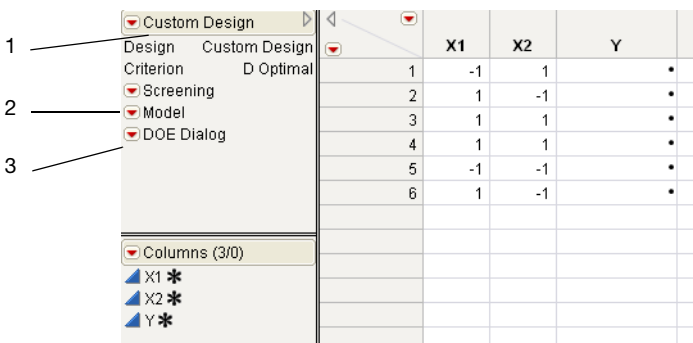 Custom Design
1
Design Custom Design
Criterion D Optimal
Screening
2
Model
DOE Dialog
3
X1 X2 Y
1 -1 1 •
2 1 -1 •
3 1 1 •
4 1 1 •
5 -1 -1 •
6 1 -1 •
Columns (3/0)
X1 ✱
X2 ✱
Y ✱